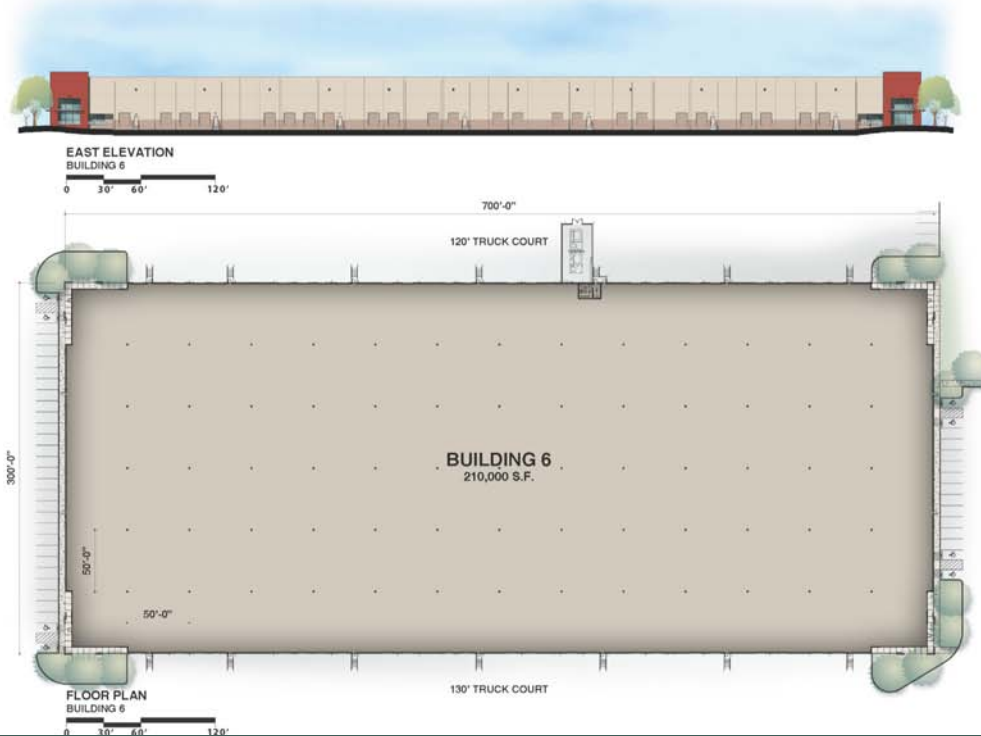 EAST ELEVATION
BUILDING 6
0 30' 60' 120'
700'-0"
120' TRUCK COURT
300'-0"
BUILDING 6
210,000 S.F.
50'-0"
50'-0"
130' TRUCK COURT
FLOOR PLAN
BUILDING 6
0 30' 60' 120'